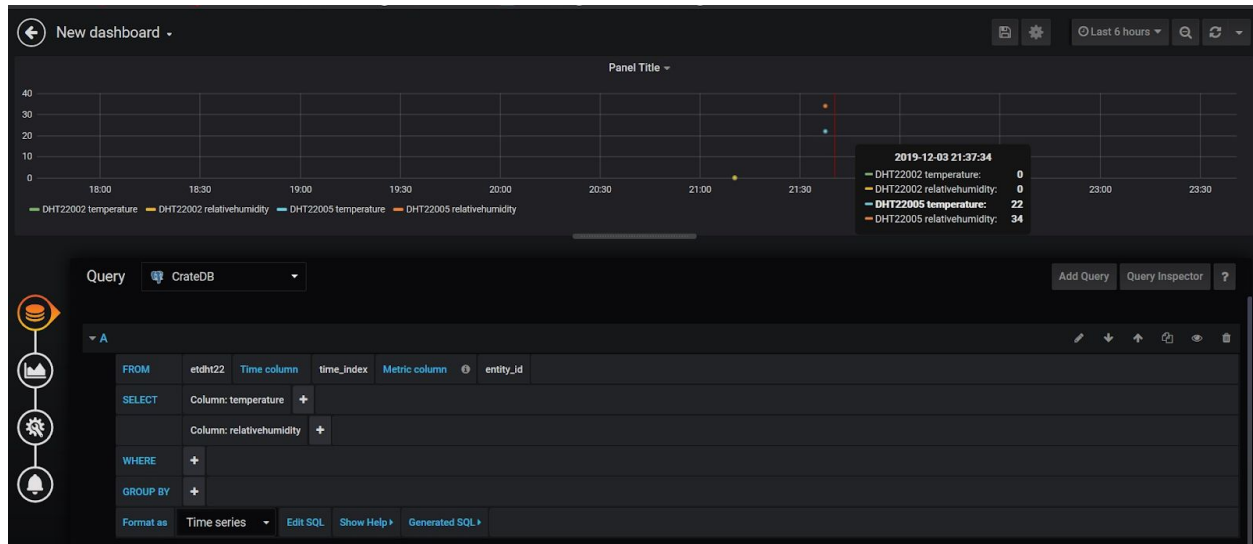 New dashboard
Last 6 hours
Panel Title
40
30
20
10
0
18:00 18:30 19:00 19:30 20:00 20:30 21:00 21:30 23:00 23:30
2019-12-03 21:37:34
DHT22002 temperature: 0
DHT22002 relativehumidity: 0
DHT22005 temperature: 22
DHT22005 relativehumidity: 34
DHT22002 temperature DHT22002 relativehumidity DHT22005 temperature DHT22005 relativehumidity
Query CrateDB Add Query Query Inspector ?
A
FROM etdht22 Time column time_index Metric column entity_id
SELECT Column: temperature +
Column: relativehumidity +
WHERE +
GROUP BY +
Format as Time series Edit SQL Show Help Generated SQL